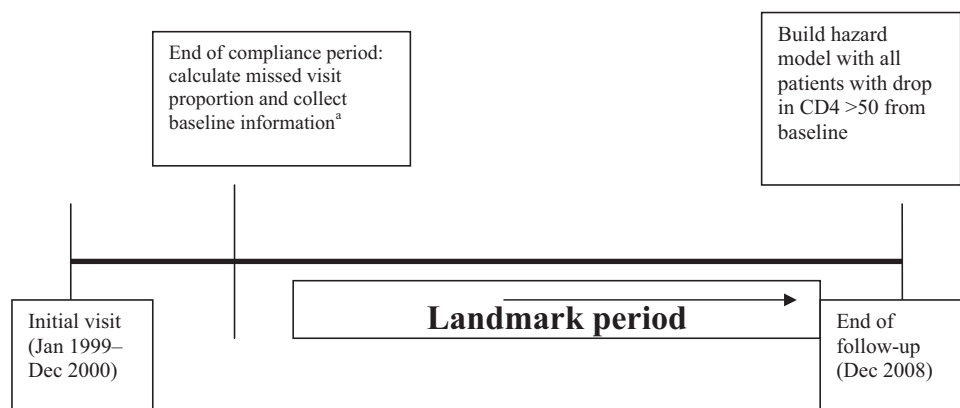 End of compliance period:
calculate missed visit
proportion and collect
baseline informationᵃ
Build hazard
model with all
patients with drop
in CD4 >50 from
baseline
Initial visit
(Jan 1999–
Dec 2000)
Landmark period
End of
follow-up
(Dec 2008)